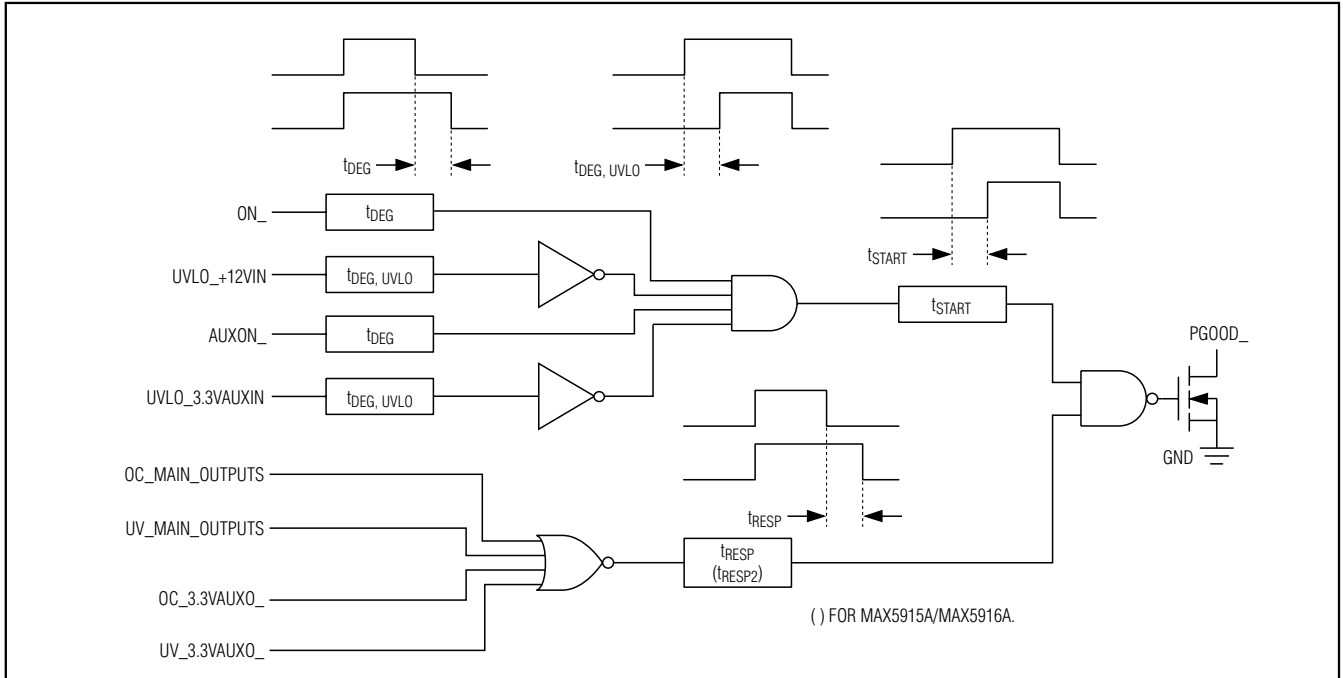 tDEG
tDEG, UVLO
tSTART
ON_
tDEG
UVLO_+12VIN
tDEG, UVLO
AUXON_
tDEG
UVLO_3.3VAUXIN
tDEG, UVLO
tSTART
PGOOD_
GND
OC_MAIN_OUTPUTS
UV_MAIN_OUTPUTS
OC_3.3VAUXO_
UV_3.3VAUXO_
tRESP
tRESP
(tRESP2)
( ) FOR MAX5915A/MAX5916A.